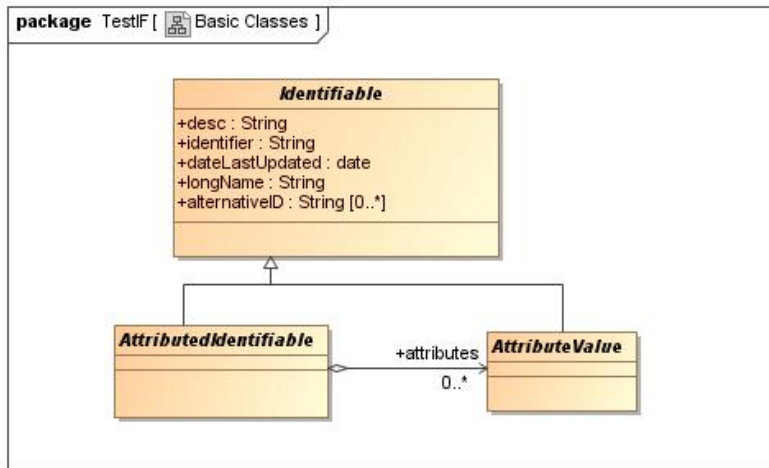 package TestIF [ Basic Classes ]
Identifiable
+desc : String
+identifier : String
+dateLastUpdated : date
+longName : String
+alternativeID : String [0..*]
AttributedIdentifiable
+attributes
0..*
AttributeValue